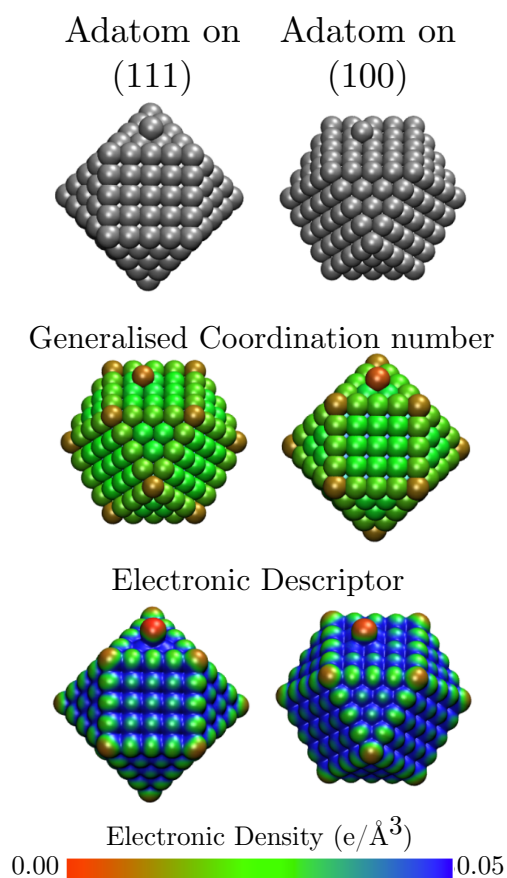 Adatom on Adatom on
(111) (100)
Generalised Coordination number
Electronic Descriptor
Electronic Density (e/Å³)
0.00 0.05